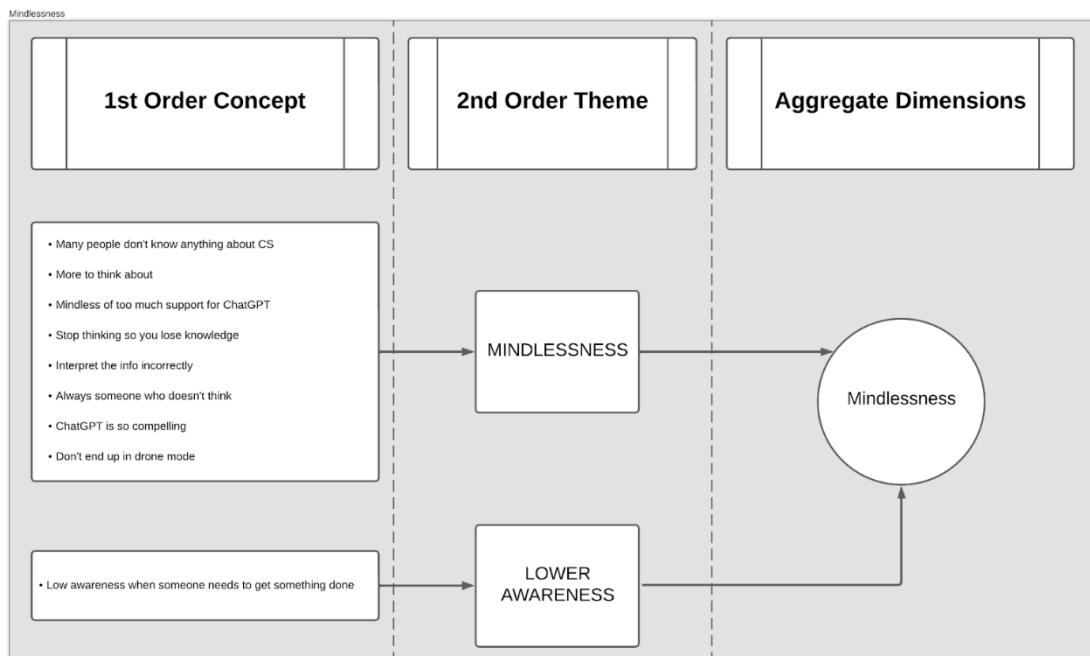 Mindlessness
1st Order Concept
2nd Order Theme
Aggregate Dimensions
• Many people don't know anything about CS
• More to think about
• Mindless of too much support for ChatGPT
• Stop thinking so you lose knowledge
• Interpret the info incorrectly
• Always someone who doesn't think
• ChatGPT is so compelling
• Don't end up in drone mode
MINDLESSNESS
Mindlessness
• Low awareness when someone needs to get something done
LOWER
AWARENESS